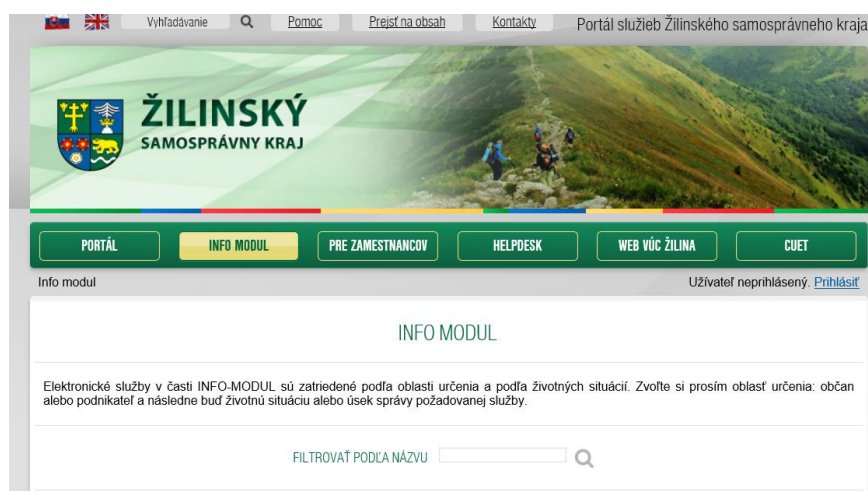 Vyhľadávanie Pomoc Prejsť na obsah Kontakty Portál služieb Žilinského samosprávneho kraja
ŽILINSKÝ
SAMOSPRÁVNY KRAJ
PORTÁL INFO MODUL PRE ZAMESTNANCOV HELPDESK WEB VÚC ŽILINA CUET
Info modul Užívateľ neprihlásený. Prihlásiť
INFO MODUL
Elektronické služby v časti INFO-MODUL sú zatriedené podľa oblasti určenia a podľa životných situácií. Zvoľte si prosím oblasť určenia: občan
alebo podnikateľ a následne buď životnú situáciu alebo úsek správy požadovanej služby.
FILTROVAŤ PODĽA NÁZVU